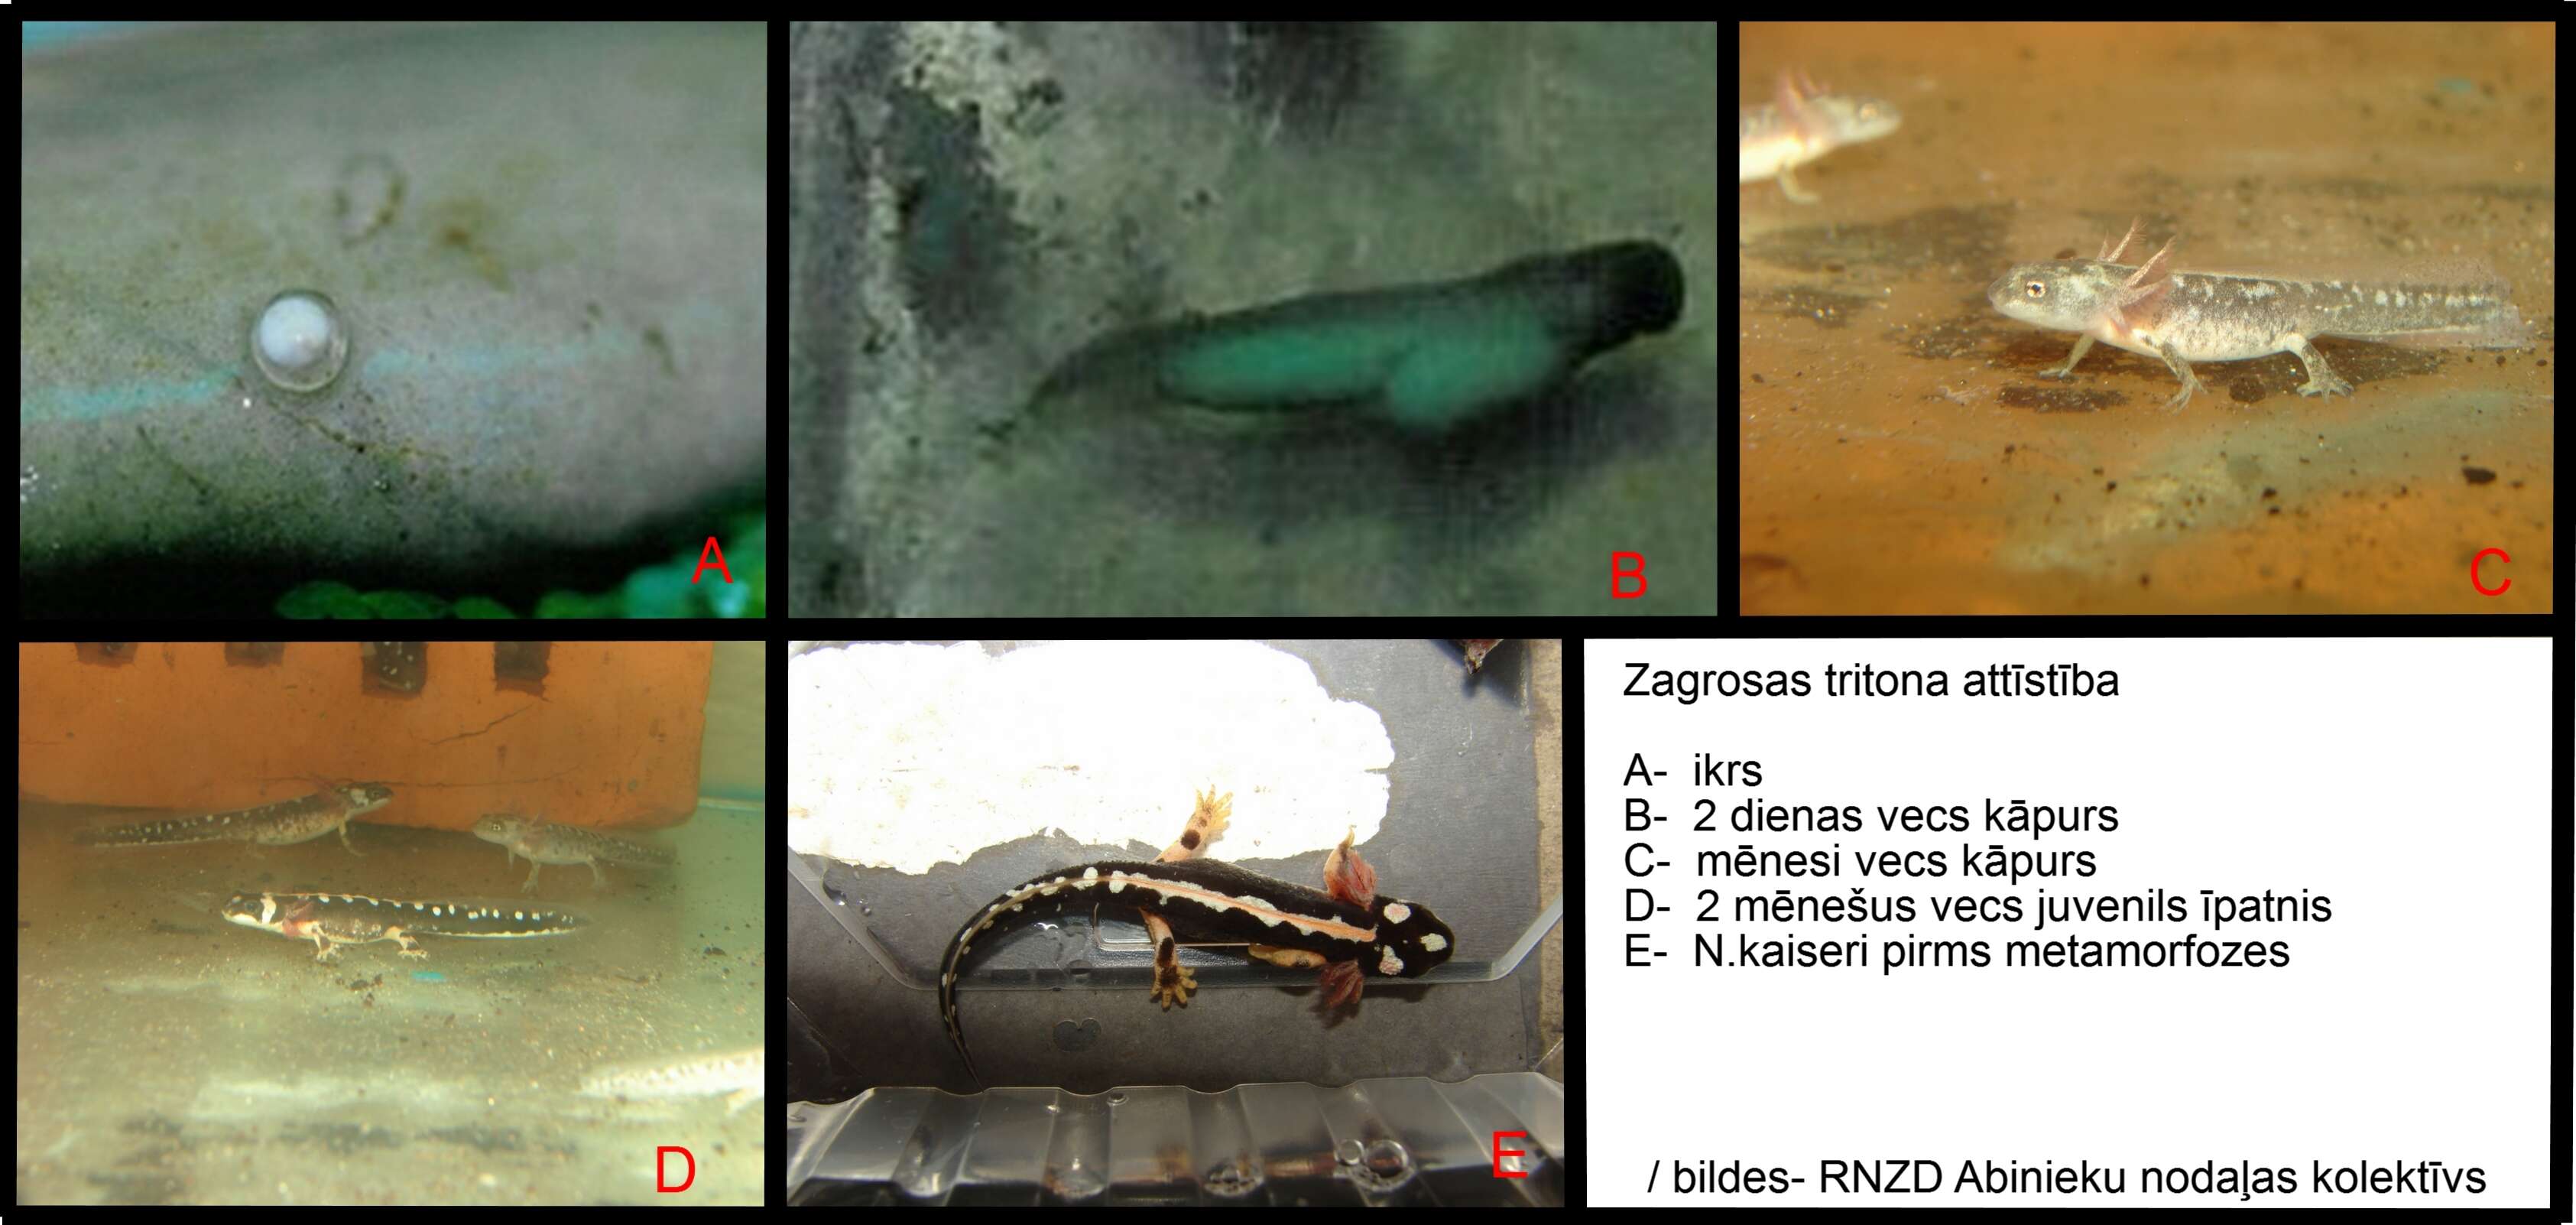 A
B
C
D
E
Zagrosas tritona attīstība
A- ikrs
B- 2 dienas vecs kāpurs
C- mēnesi vecs kāpurs
D- 2 mēnešus vecs juvenils īpatnis
E- N.kaiseri pirms metamorfozes
/ bildes- RNZD Abinieku nodaļas kolektīvs